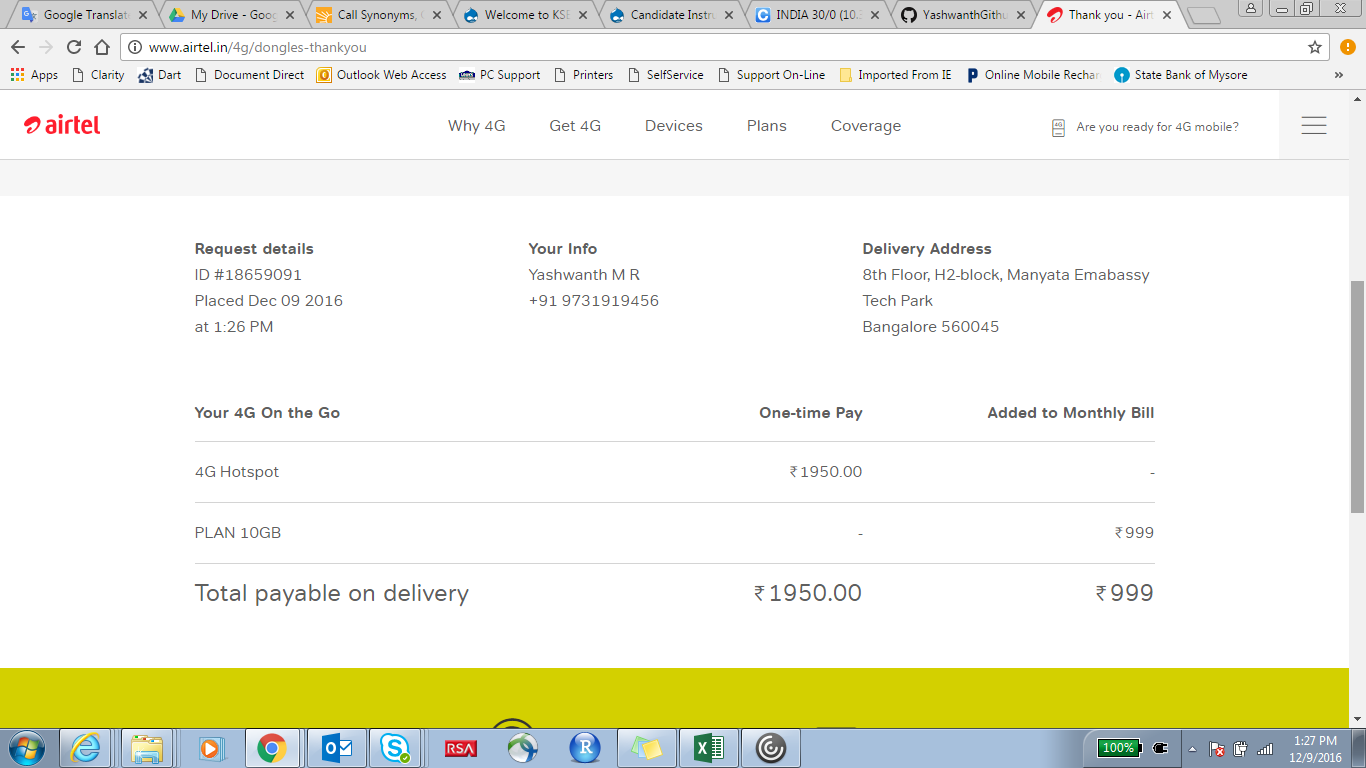 Google Translat
My Drive - Goog
Call Synonyms,
Welcome to KSE
Candidate Instru
INDIA 30/0 (10.
YashwanthGithu
Thank you - Airt
www.airtel.in/4g/dongles-thankyou
Apps Clarity Dart Document Direct Outlook Web Access PC Support Printers SelfService Support On-Line Imported From IE Online Mobile Rechar State Bank of Mysore »
airtel
Why 4G Get 4G Devices Plans Coverage
4G Are you ready for 4G mobile?
Request details
ID #18659091
Placed Dec 09 2016
at 1:26 PM
Your Info
Yashwanth M R
+91 9731919456
Delivery Address
8th Floor, H2-block, Manyata Emabassy
Tech Park
Bangalore 560045
Your 4G On the Go One-time Pay Added to Monthly Bill
4G Hotspot ₹1950.00 -
PLAN 10GB - ₹999
Total payable on delivery ₹1950.00 ₹999
RSA
100%
1:27 PM
12/9/2016